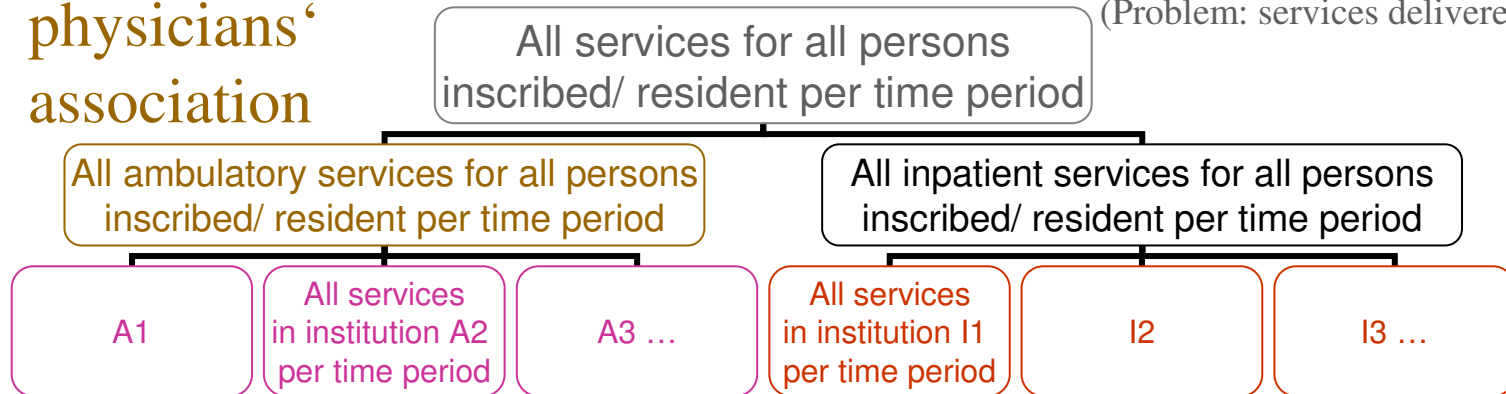 physicians‘
association
(Problem: services delivere
All services for all persons
inscribed/ resident per time period
All ambulatory services for all persons
inscribed/ resident per time period
All inpatient services for all persons
inscribed/ resident per time period
A1
All services
in institution A2
per time period
A3 …
All services
in institution I1
per time period
I2
I3 …